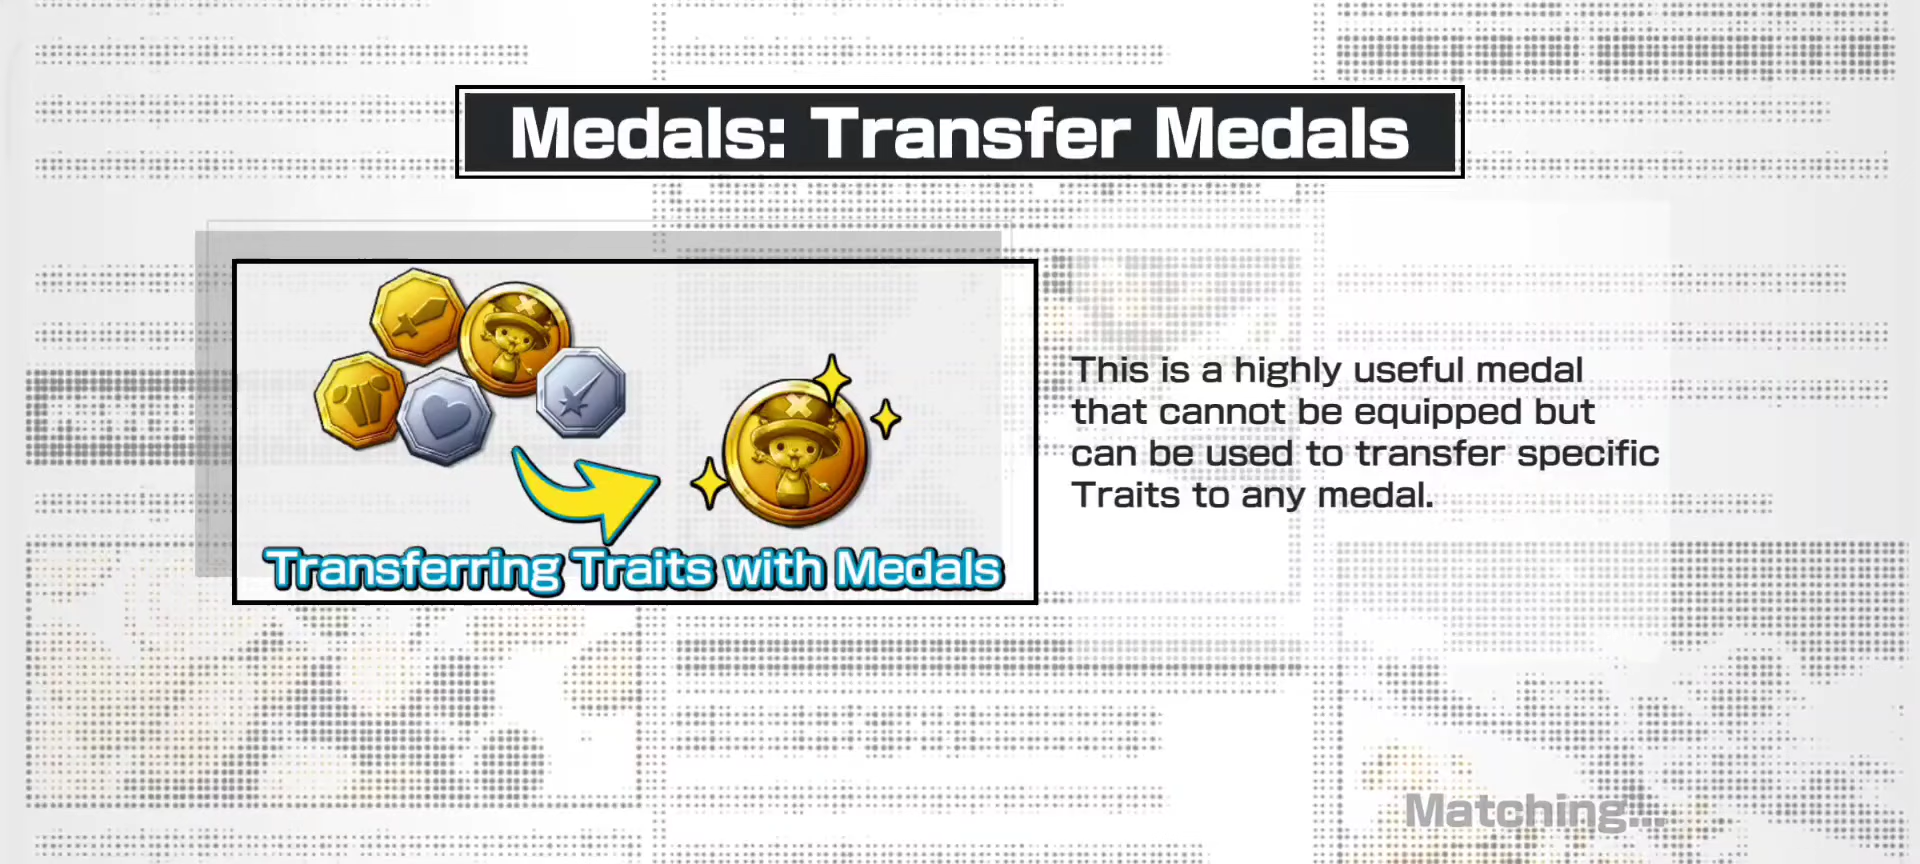 Medals: Transfer Medals
This is a highly useful medal
that cannot be equipped but
can be used to transfer specific
Traits to any medal.
Transferring Traits with Medals
Matching...